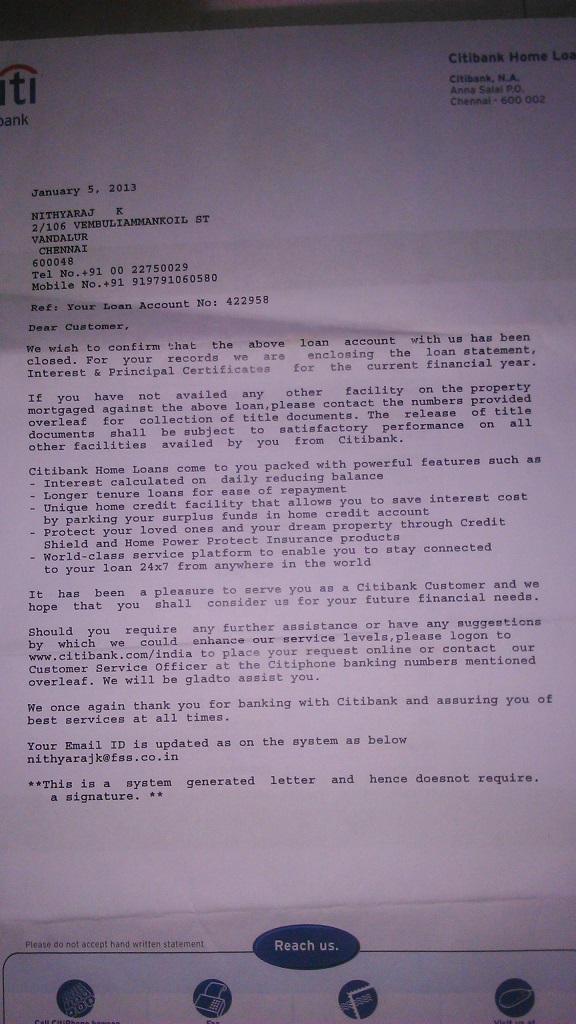 iti
bank
Citibank Home Loa
Citibank, N.A.
Anna Salai P.O.
Chennai - 600 002
January 5, 2013
NITHYARAJ K
2/106 VEMBULIAMMANKOIL ST
VANDALUR
CHENNAI
600048
Tel No.+91 00 22750029
Mobile No.+91 919791060580
Ref: Your Loan Account No: 422958
Dear Customer,
We wish to confirm that the above loan account with us has been
closed. For your records we are enclosing the loan statement,
Interest & Principal Certificates for the current financial year.
If you have not availed any other facility on the property
mortgaged against the above loan,please contact the numbers provided
overleaf for collection of title documents. The release of title
documents shall be subject to satisfactory performance on all
other facilities availed by you from Citibank.
Citibank Home Loans come to you packed with powerful features such as
- Interest calculated on daily reducing balance
- Longer tenure loans for ease of repayment
- Unique home credit facility that allows you to save interest cost
by parking your surplus funds in home credit account
- Protect your loved ones and your dream property through Credit
Shield and Home Power Protect Insurance products
- World-class service platform to enable you to stay connected
to your loan 24x7 from anywhere in the world
It has been a pleasure to serve you as a Citibank Customer and we
hope that you shall consider us for your future financial needs.
Should you require any further assistance or have any suggestions
by which we could enhance our service levels,please logon to
www.citibank.com/india to place your request online or contact our
Customer Service Officer at the Citiphone banking numbers mentioned
overleaf. We will be gladto assist you.
We once again thank you for banking with Citibank and assuring you of
best services at all times.
Your Email ID is updated as on the system as below
nithyarajk@fss.co.in
**This is a system generated letter and hence doesnot require.
a signature. **
Please do not accept hand written statement
Reach us.
Call CitiPhone banking
Fax
Visit us at